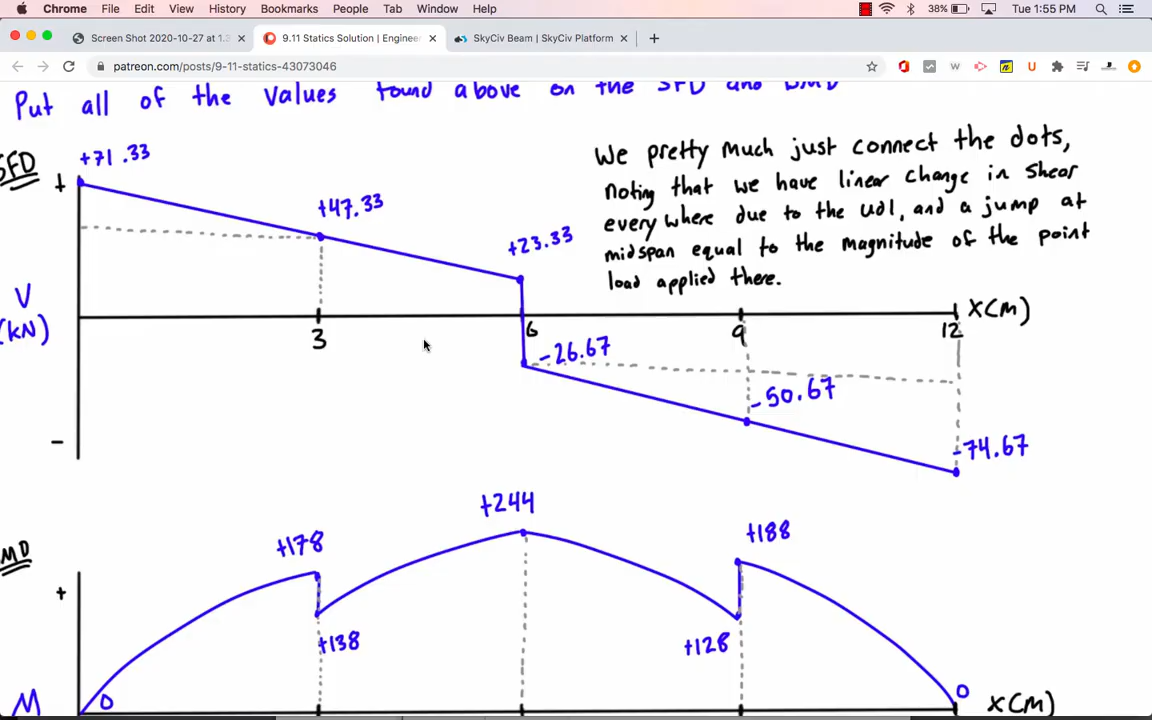 Chrome File Edit View History Bookmarks People Tab Window Help 38% Tue 1:55 PM
Screen Shot 2020-10-27 at 1.3 × 9.11 Statics Solution | Enginee × SkyCiv Beam | SkyCiv Platform × +
patreon.com/posts/9-11-statics-43073046
Put all of the values found above on the SFD and BMD
SFD
+71.33
+
+47.33
+23.33
We pretty much just connect the dots,
noting that we have linear change in shear
everywhere due to the udl, and a jump at
midspan equal to the magnitude of the point
load applied there.
V
(kN)
3
6
9
12
X(M)
-26.67
-50.67
-
-74.67
+244
+178
+188
MD
+
+138
+128
M
0
0
X(M)